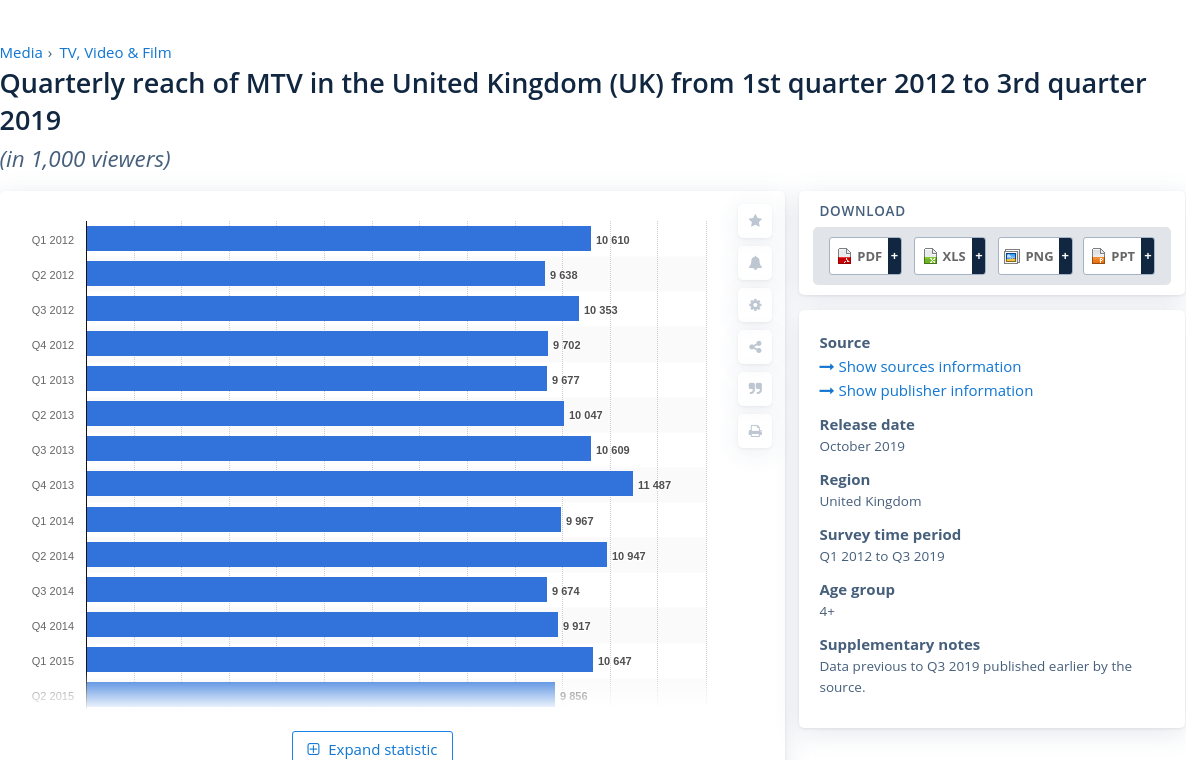 Media › TV, Video & Film
Quarterly reach of MTV in the United Kingdom (UK) from 1st quarter 2012 to 3rd quarter
2019
(in 1,000 viewers)
Q1 2012 10 610
Q2 2012 9 638
Q3 2012 10 353
Q4 2012 9 702
Q1 2013 9 677
Q2 2013 10 047
Q3 2013 10 609
Q4 2013 11 487
Q1 2014 9 967
Q2 2014 10 947
Q3 2014 9 674
Q4 2014 9 917
Q1 2015 10 647
Q2 2015 9 856
Expand statistic
DOWNLOAD
PDF + XLS + PNG + PPT +
Source
Show sources information
Show publisher information
Release date
October 2019
Region
United Kingdom
Survey time period
Q1 2012 to Q3 2019
Age group
4+
Supplementary notes
Data previous to Q3 2019 published earlier by the
source.